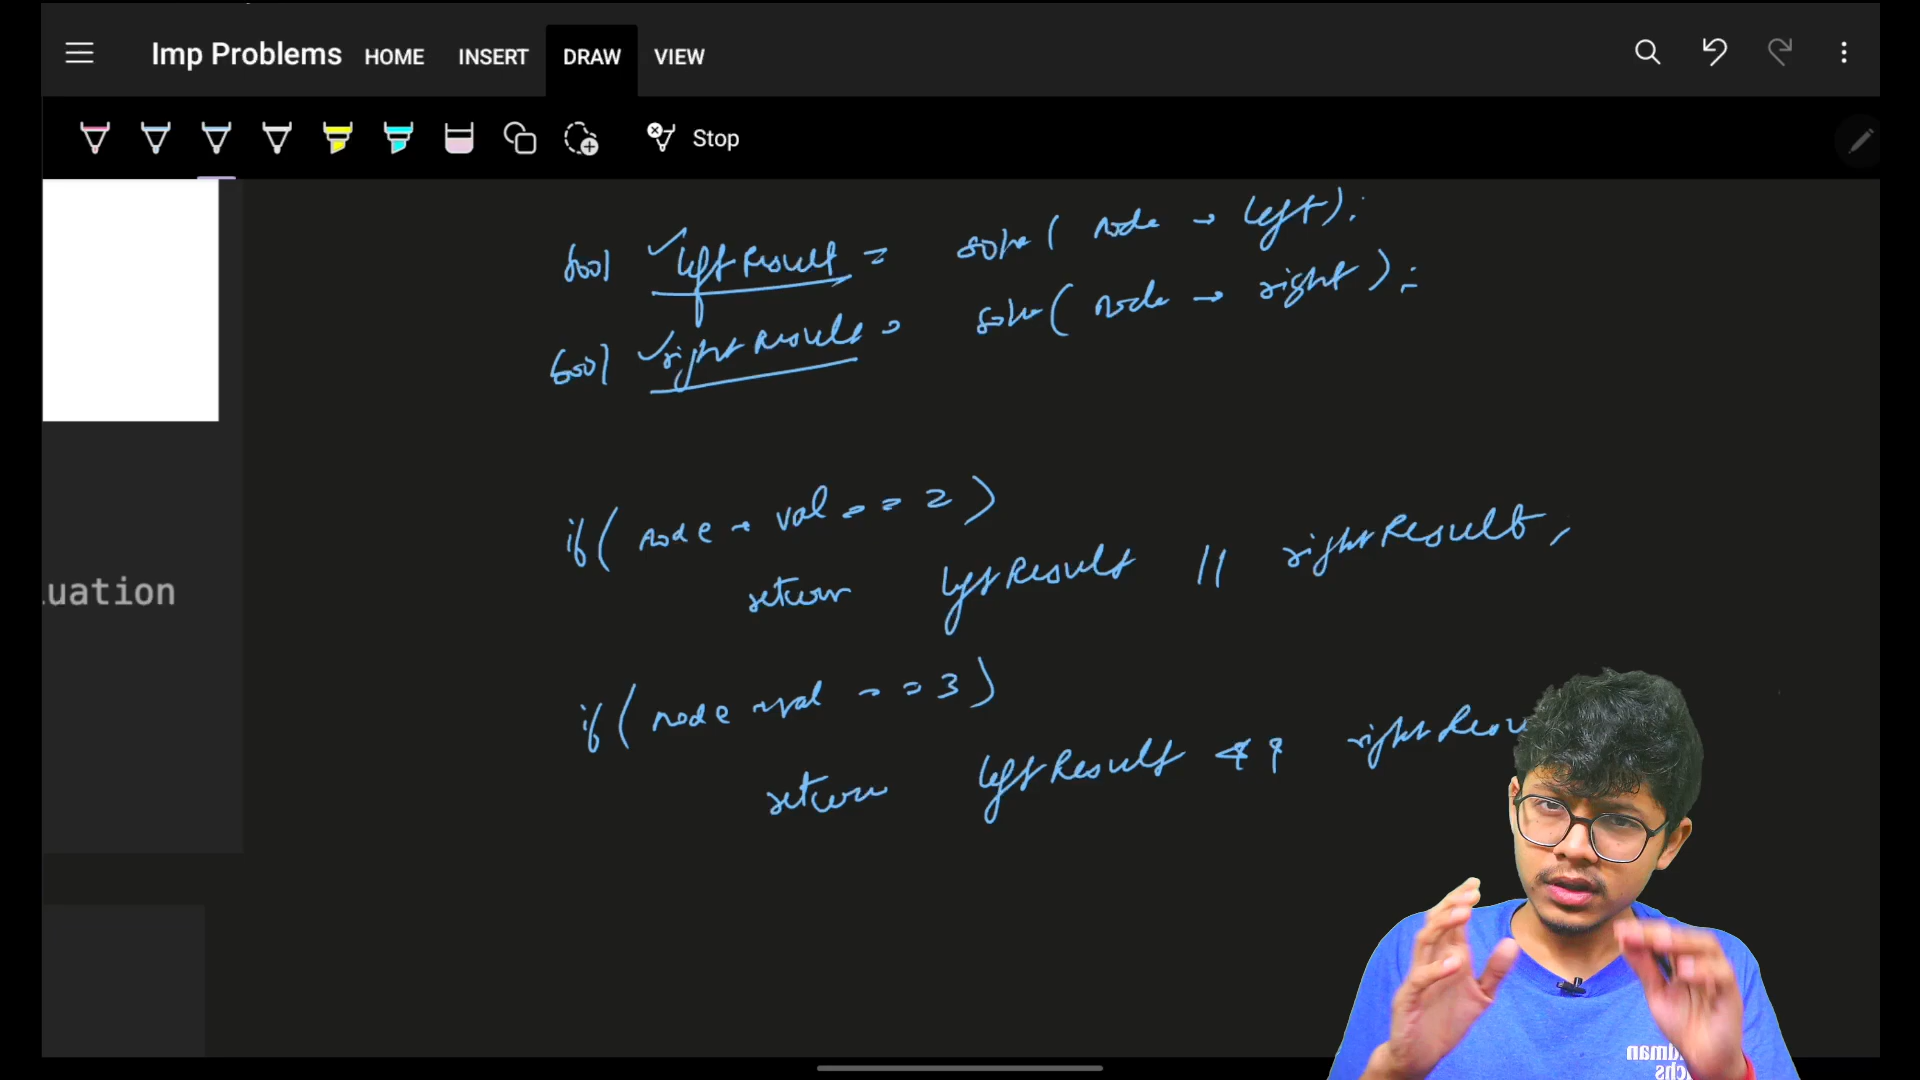 Imp Problems HOME INSERT DRAW VIEW
Stop
bool leftResult = solve( node → left);
bool rightResult = solve( node → right);
if( node → val == 2 )
return leftResult || rightResult;
uation
if( node → val == 3 )
return leftResult && rightResu